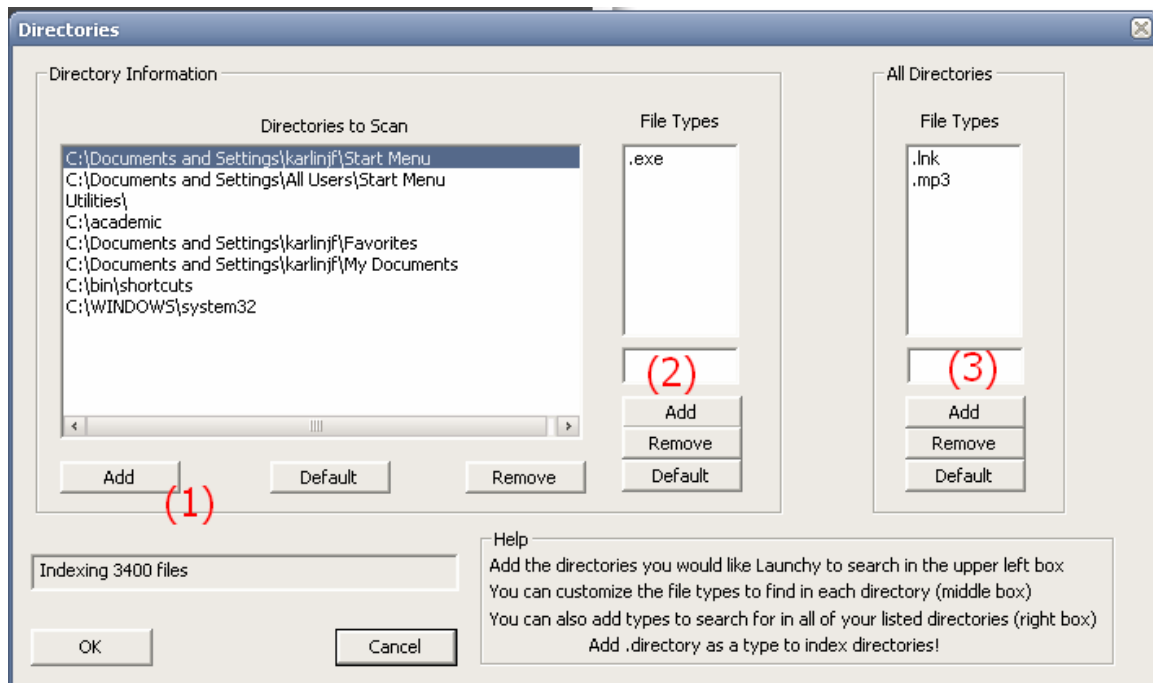 Directories
Directory Information
Directories to Scan
C:\Documents and Settings\karlinjf\Start Menu
C:\Documents and Settings\All Users\Start Menu
Utilities\
C:\academic
C:\Documents and Settings\karlinjf\Favorites
C:\Documents and Settings\karlinjf\My Documents
C:\bin\shortcuts
C:\WINDOWS\system32
Add
(1)
Default
Remove
File Types
.exe
(2)
Add
Remove
Default
All Directories
File Types
.lnk
.mp3
(3)
Add
Remove
Default
Indexing 3400 files
OK
Cancel
Help
Add the directories you would like Launchy to search in the upper left box
You can customize the file types to find in each directory (middle box)
You can also add types to search for in all of your listed directories (right box)
Add .directory as a type to index directories!